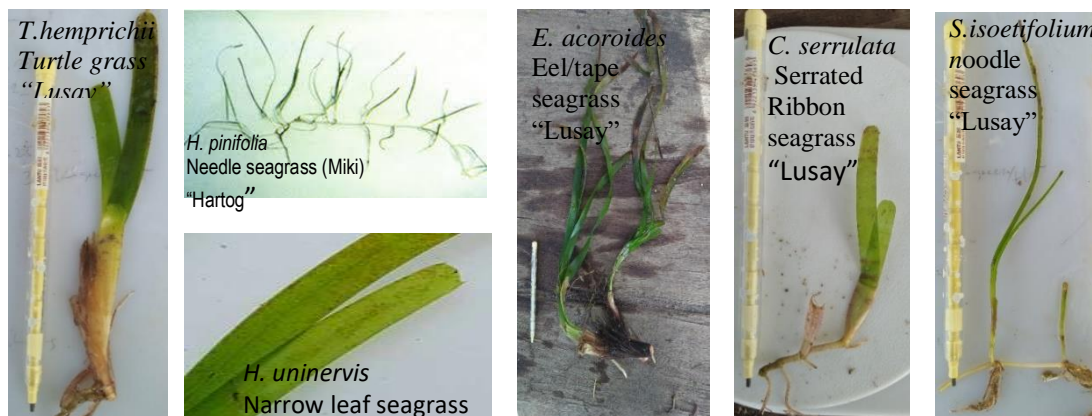 T.hemprichii
Turtle grass
“Lusay”
H. pinifolia
Needle seagrass (Miki)
“Hartog”
H. uninervis
Narrow leaf seagrass
E. acoroides
Eel/tape
seagrass
“Lusay”
C. serrulata
Serrated
Ribbon
seagrass
“Lusay”
S.isoetifolium
noodle
seagrass
“Lusay”